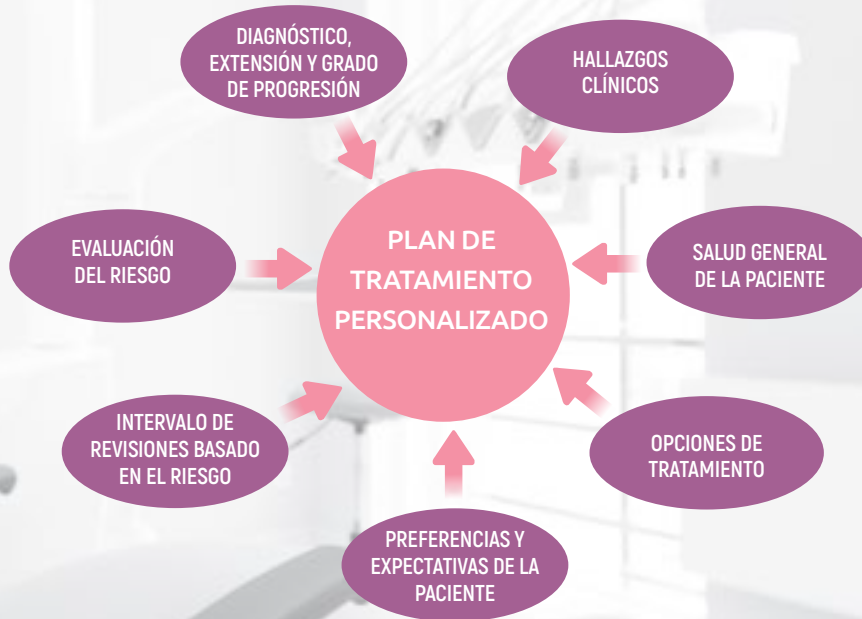 DIAGNÓSTICO,
EXTENSIÓN Y GRADO
DE PROGRESIÓN
HALLAZGOS
CLÍNICOS
EVALUACIÓN
DEL RIESGO
PLAN DE
TRATAMIENTO
PERSONALIZADO
SALUD GENERAL
DE LA PACIENTE
INTERVALO DE
REVISIONES BASADO
EN EL RIESGO
OPCIONES DE
TRATAMIENTO
PREFERENCIAS Y
EXPECTATIVAS DE LA
PACIENTE